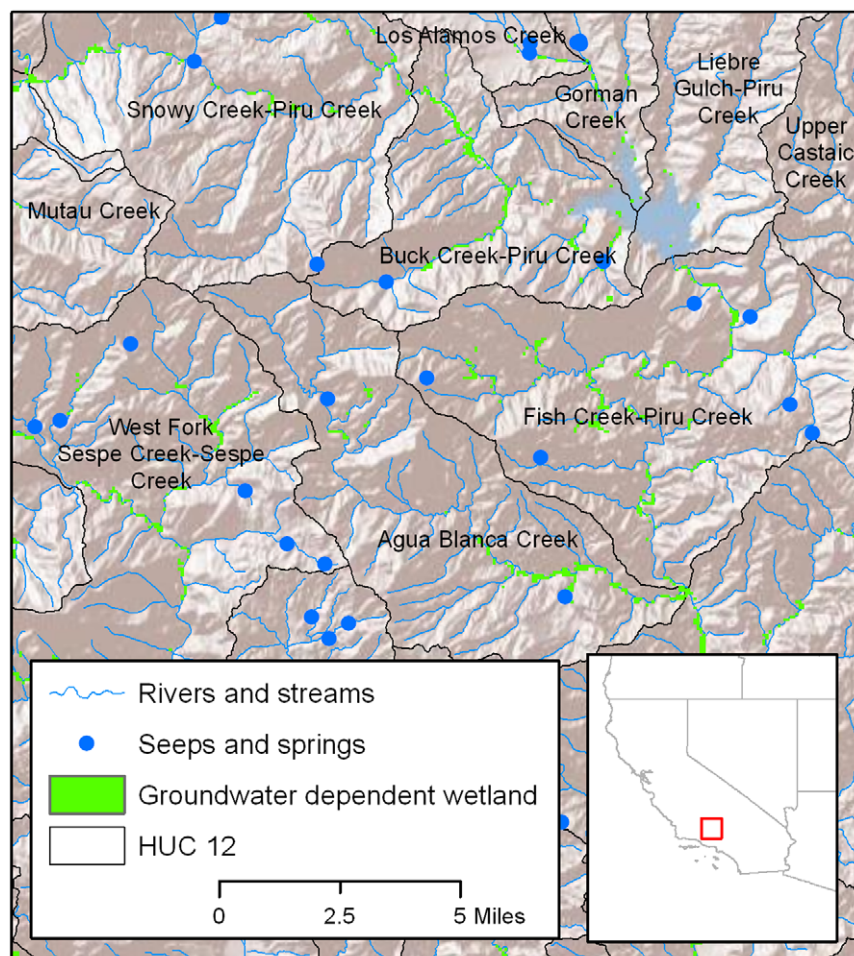 Los Alamos Creek
Liebre
Gulch-Piru
Creek
Snowy Creek-Piru Creek
Gorman
Creek
Upper
Castaic
Creek
Mutau Creek
Buck Creek-Piru Creek
Fish Creek-Piru Creek
West Fork
Sespe Creek-Sespe
Creek
Agua Blanca Creek
Rivers and streams
Seeps and springs
Groundwater dependent wetland
HUC 12
0 2.5 5 Miles